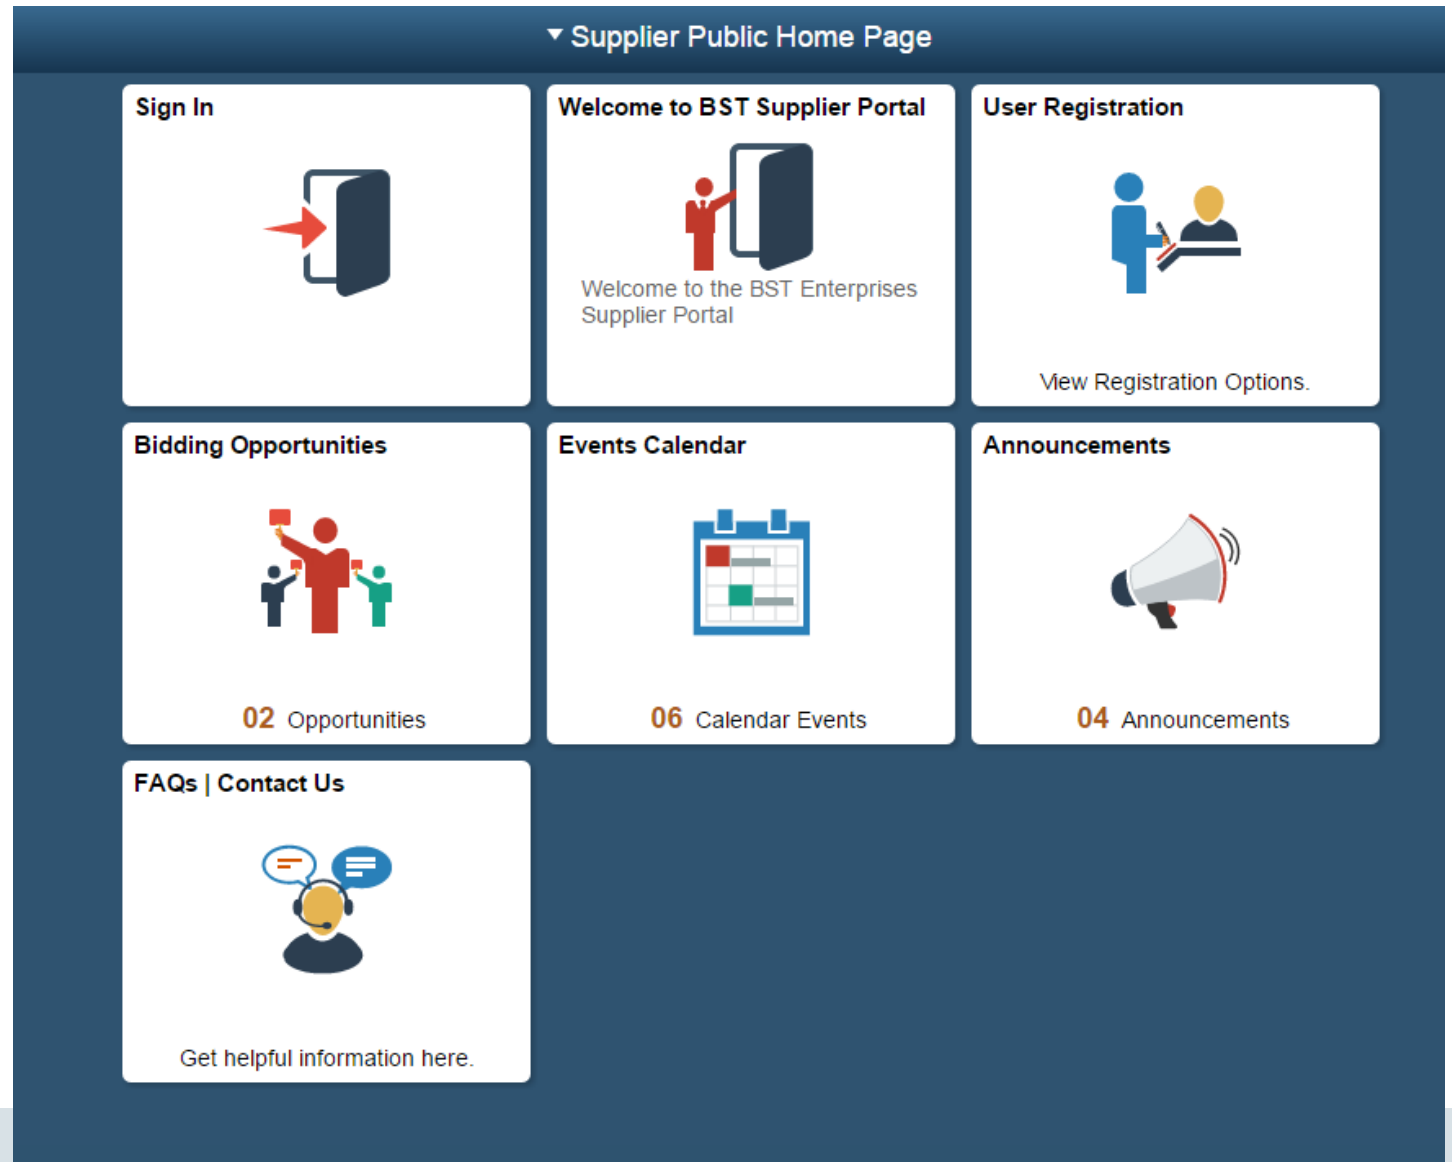 Supplier Public Home Page
Sign In
Welcome to BST Supplier Portal
Welcome to the BST Enterprises
Supplier Portal
User Registration
View Registration Options.
Bidding Opportunities
02 Opportunities
Events Calendar
06 Calendar Events
Announcements
04 Announcements
FAQs | Contact Us
Get helpful information here.